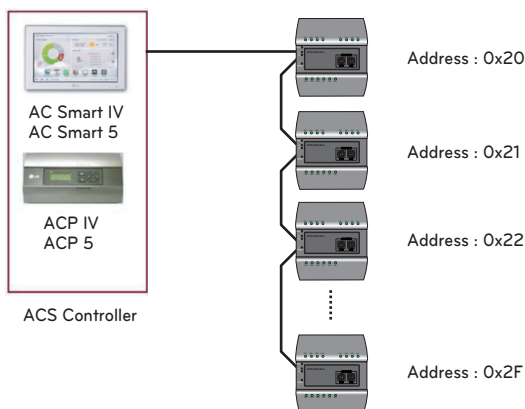 AC Smart IV
AC Smart 5
LG
ACP IV
ACP 5
ACS Controller
Address : 0x20
Address : 0x21
Address : 0x22
Address : 0x2F